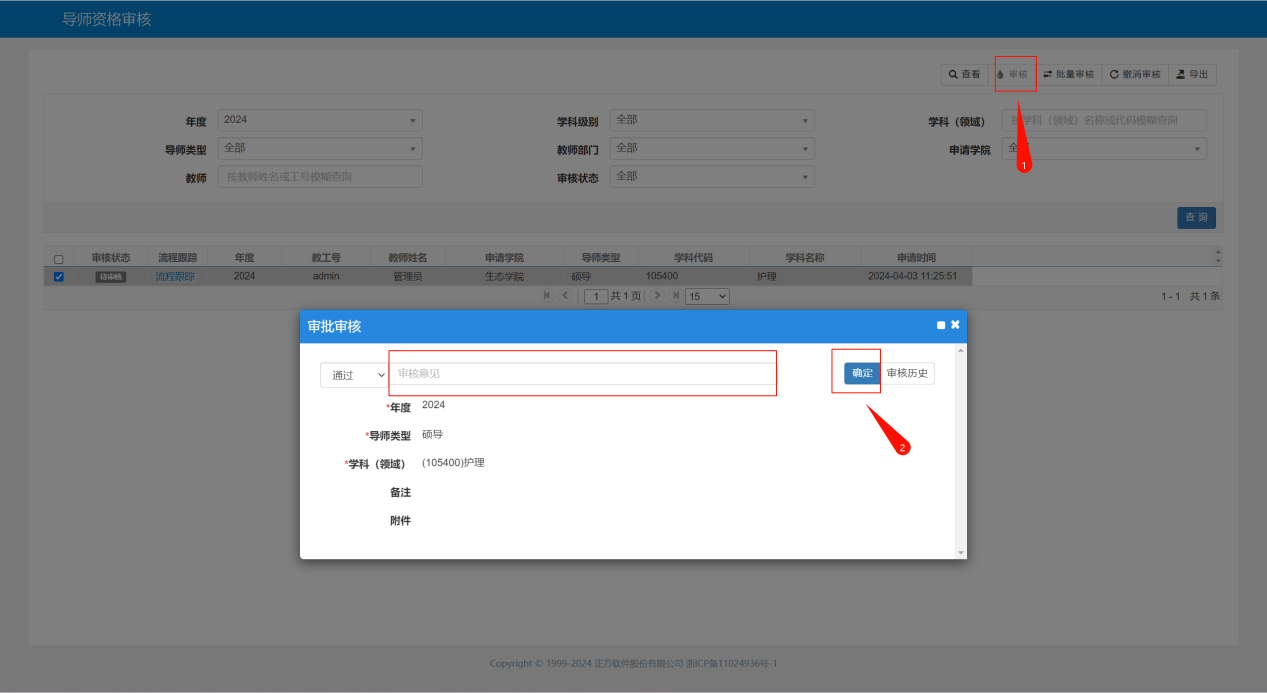 导师资格审核
查看 审核 批量审核 撤消审核 导出
年度 2024 学科级别 全部 学科（领域） 学科（领域）名称或代码模糊查询
导师类型 全部 教师部门 全部 申请学院
教师 按教师姓名或工号模糊查询 审核状态 全部
1
查 询
审核状态 流程跟踪 年度 教工号 教师姓名 申请学院 导师类型 学科代码 学科名称 申请时间
待审核 流程跟踪 2024 admin 管理员 生态学院 硕导 105400 护理 2024-04-03 11:25:51
1 共 1 页 15 1 - 1 共 1 条
审批审核
通过 审核意见 确定 审核历史
*年度 2024
*导师类型 硕导
2
*学科（领域） (105400)护理
备注
附件
Copyright © 1999-2024 正方软件股份有限公司 浙ICP备11024936号-1